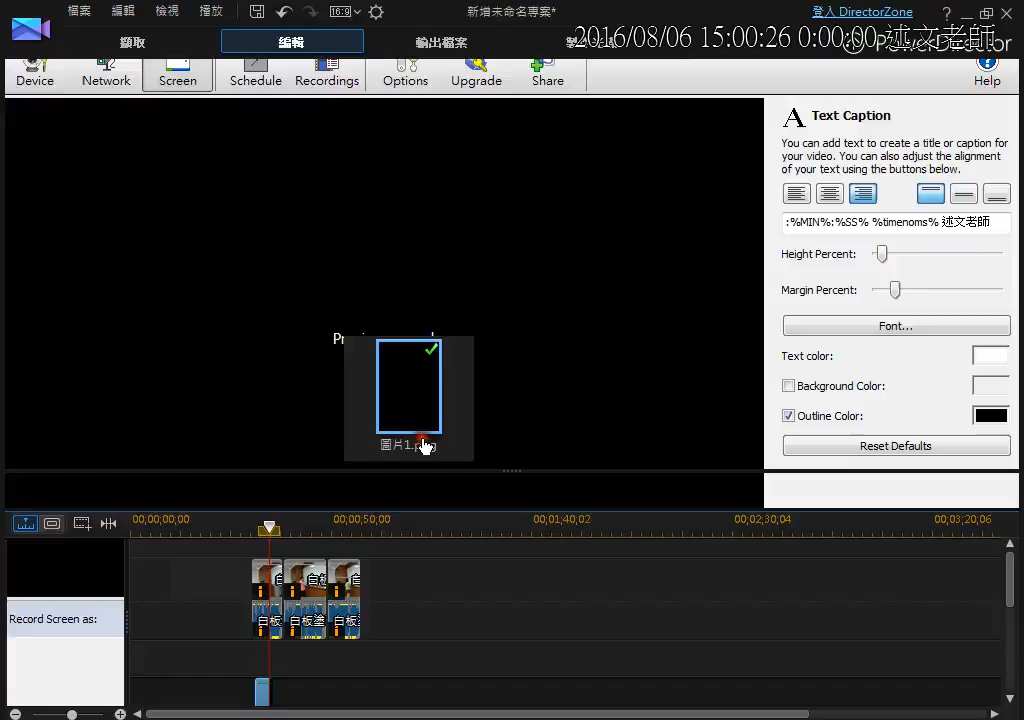 檔案 編輯 檢視 播放 16:9 新增未命名專案* 登入 DirectorZone ?
擷取 編輯 輸出檔案
2016/08/06 15:00:26 0:00:00 述文老師
Device Network Screen Schedule Recordings Options Upgrade Share Help
A Text Caption
You can add text to create a title or caption for
your video. You can also adjust the alignment
of your text using the buttons below.
:%MIN%:%SS% %timenoms% 述文老師
Height Percent:
Margin Percent:
Font...
Text color:
Background Color:
Outline Color:
Reset Defaults
圖片1.png
00;00;00;00 00;00;50;00 00;01;40;02 00;02;30;04 00;03;20;06
白板塗 白板塗 白板
Record Screen as: